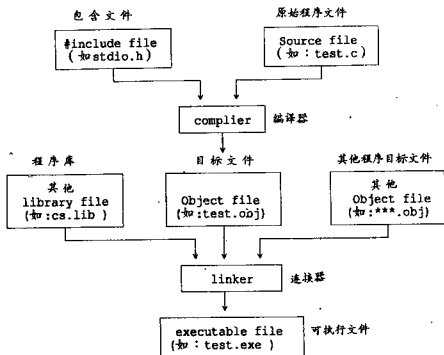 包含文件
原始程序文件
#include file
(如stdio.h)
Source file
(如:test.c)
complier
编译器
程序库
目标文件
其他程序目标文件
其他
library file
(如:cs.lib)
Object file
(如:test.obj)
其他
Object file
(如:***.obj)
linker
连接器
executable file
(如:test.exe)
可执行文件